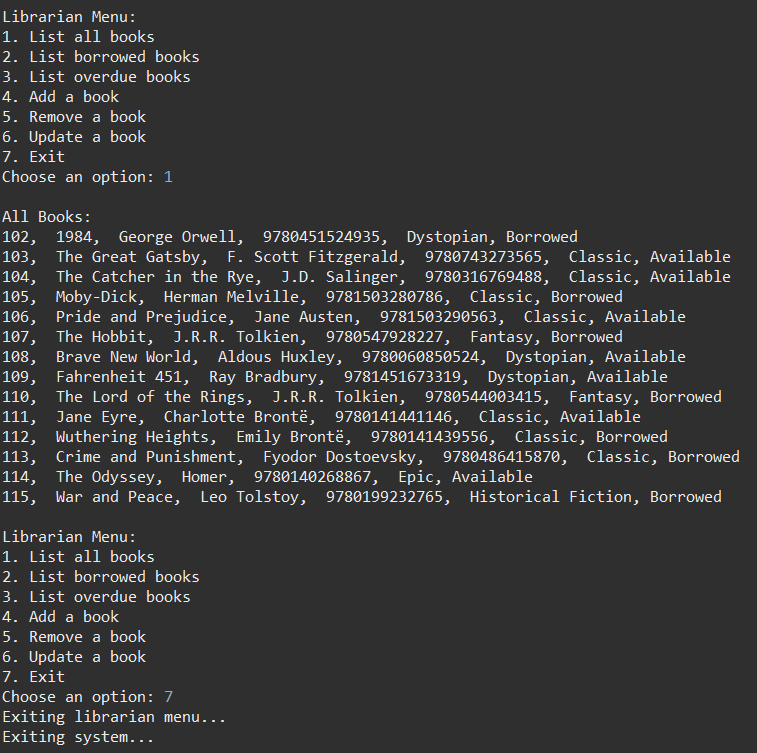 Librarian Menu:
1. List all books
2. List borrowed books
3. List overdue books
4. Add a book
5. Remove a book
6. Update a book
7. Exit
Choose an option: 1

All Books:
102,  1984,  George Orwell,  9780451524935,  Dystopian, Borrowed
103,  The Great Gatsby,  F. Scott Fitzgerald,  9780743273565,  Classic, Available
104,  The Catcher in the Rye,  J.D. Salinger,  9780316769488,  Classic, Available
105,  Moby-Dick,  Herman Melville,  9781503280786,  Classic, Borrowed
106,  Pride and Prejudice,  Jane Austen,  9781503290563,  Classic, Available
107,  The Hobbit,  J.R.R. Tolkien,  9780547928227,  Fantasy, Borrowed
108,  Brave New World,  Aldous Huxley,  9780060850524,  Dystopian, Available
109,  Fahrenheit 451,  Ray Bradbury,  9781451673319,  Dystopian, Available
110,  The Lord of the Rings,  J.R.R. Tolkien,  9780544003415,  Fantasy, Borrowed
111,  Jane Eyre,  Charlotte Brontë,  9780141441146,  Classic, Available
112,  Wuthering Heights,  Emily Brontë,  9780141439556,  Classic, Borrowed
113,  Crime and Punishment,  Fyodor Dostoevsky,  9780486415870,  Classic, Borrowed
114,  The Odyssey,  Homer,  9780140268867,  Epic, Available
115,  War and Peace,  Leo Tolstoy,  9780199232765,  Historical Fiction, Borrowed

Librarian Menu:
1. List all books
2. List borrowed books
3. List overdue books
4. Add a book
5. Remove a book
6. Update a book
7. Exit
Choose an option: 7
Exiting librarian menu...
Exiting system...